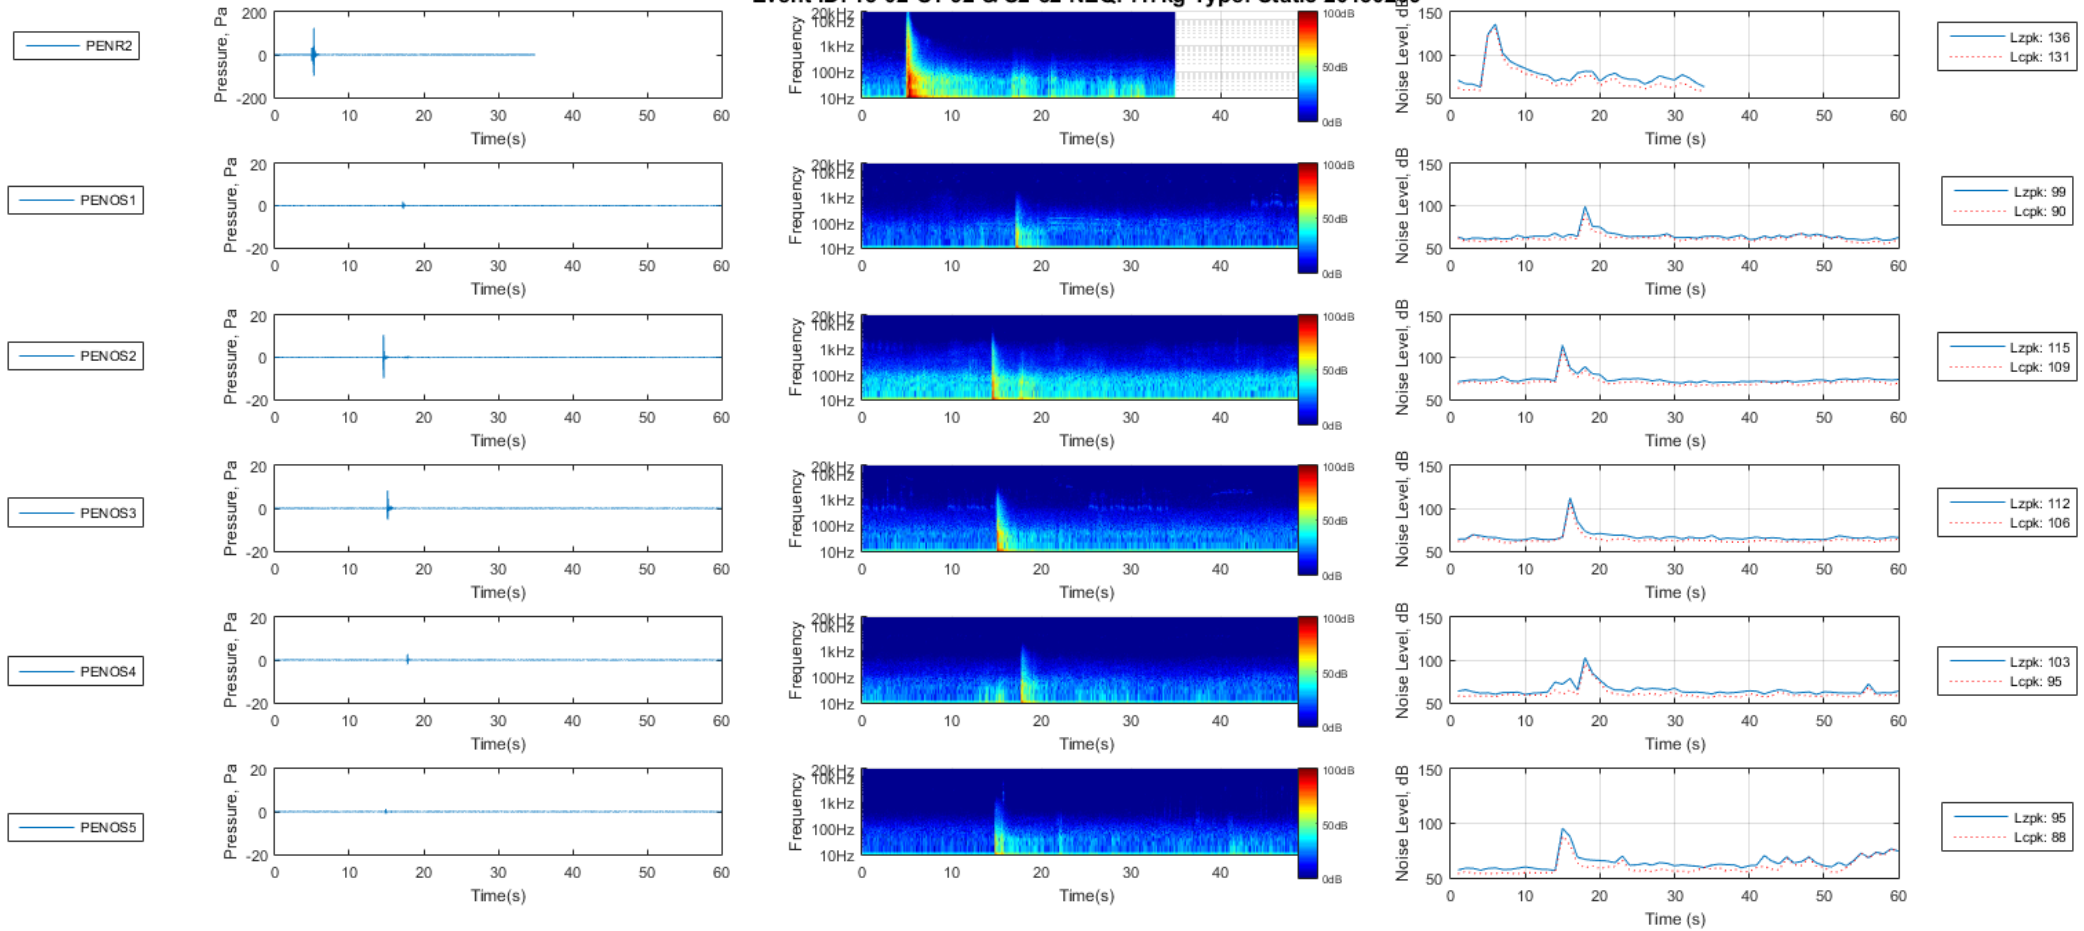 200
0
-200
Pressure, Pa
0 10 20 30 40 50 60
Time(s)
PENR2
20kHz
10kHz
1kHz
100Hz
10Hz
Frequency
0 10 20 30 40
Time(s)
100dB
50dB
0dB
150
100
50
Noise Level, dB
0 10 20 30 40 50 60
Time (s)
Lzpk: 136
Lcpk: 131
PENOS1
20
0
-20
Pressure, Pa
0 10 20 30 40 50 60
Time(s)
20kHz
10kHz
1kHz
100Hz
10Hz
Frequency
0 10 20 30 40
Time(s)
100dB
50dB
0dB
150
100
50
Noise Level, dB
0 10 20 30 40 50 60
Time (s)
Lzpk: 99
Lcpk: 90
PENOS2
20
0
-20
Pressure, Pa
0 10 20 30 40 50 60
Time(s)
20kHz
10kHz
1kHz
100Hz
10Hz
Frequency
0 10 20 30 40
Time(s)
100dB
50dB
0dB
150
100
50
Noise Level, dB
0 10 20 30 40 50 60
Time (s)
Lzpk: 115
Lcpk: 109
PENOS3
20
0
-20
Pressure, Pa
0 10 20 30 40 50 60
Time(s)
20kHz
10kHz
1kHz
100Hz
10Hz
Frequency
0 10 20 30 40
Time(s)
100dB
50dB
0dB
150
100
50
Noise Level, dB
0 10 20 30 40 50 60
Time (s)
Lzpk: 112
Lcpk: 106
PENOS4
20
0
-20
Pressure, Pa
0 10 20 30 40 50 60
Time(s)
20kHz
10kHz
1kHz
100Hz
10Hz
Frequency
0 10 20 30 40
Time(s)
100dB
50dB
0dB
150
100
50
Noise Level, dB
0 10 20 30 40 50 60
Time (s)
Lzpk: 103
Lcpk: 95
PENOS5
20
0
-20
Pressure, Pa
0 10 20 30 40 50 60
Time(s)
20kHz
10kHz
1kHz
100Hz
10Hz
Frequency
0 10 20 30 40
Time(s)
100dB
50dB
0dB
150
100
50
Noise Level, dB
0 10 20 30 40 50 60
Time (s)
Lzpk: 95
Lcpk: 88